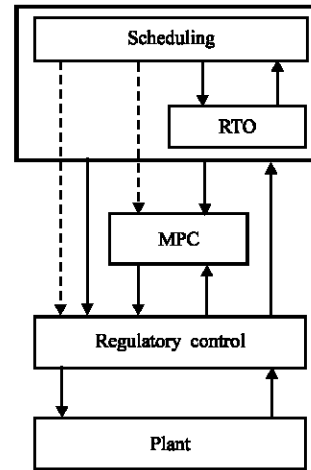 Scheduling
RTO
MPC
Regulatory control
Plant